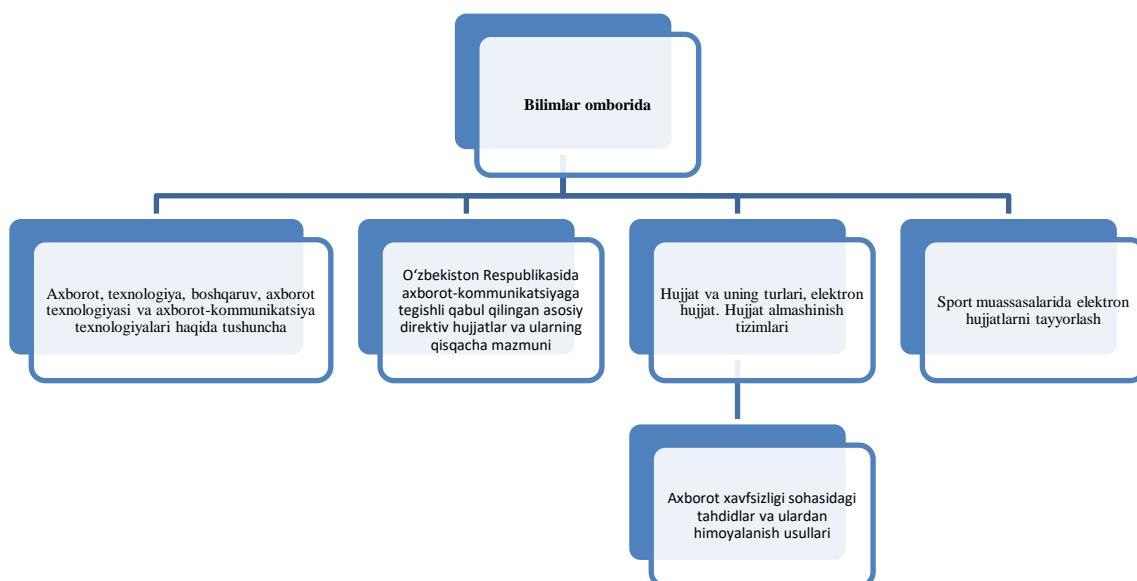 Bilimlar omborida
Axborot, texnologiya, boshqaruv, axborot
texnologiyasi va axborot-kommunikatsiya
texnologiyalari haqida tushuncha
O‘zbekiston Respublikasida
axborot-kommunikatsiyaga
tegishli qabul qilingan asosiy
direktiv hujjatlar va ularning
qisqacha mazmuni
Hujjat va uning turlari, elektron
hujjat. Hujjat almashinish
tizimlari
Sport muassasalarida elektron
hujjatlarni tayyorlash
Axborot xavfsizligi sohasidagi
tahdidlar va ulardan
himoyalanish usullari